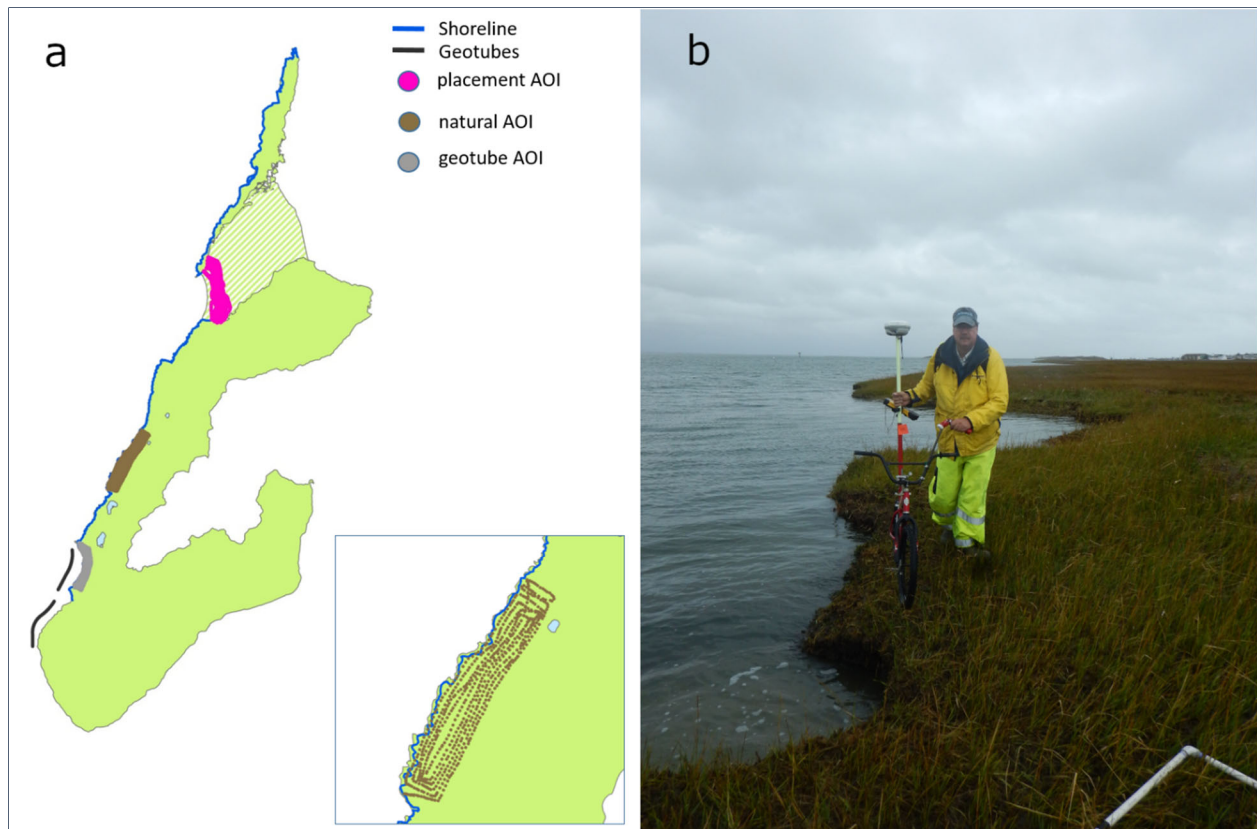 a
Shoreline
Geotubes
placement AOI
natural AOI
geotube AOI
b